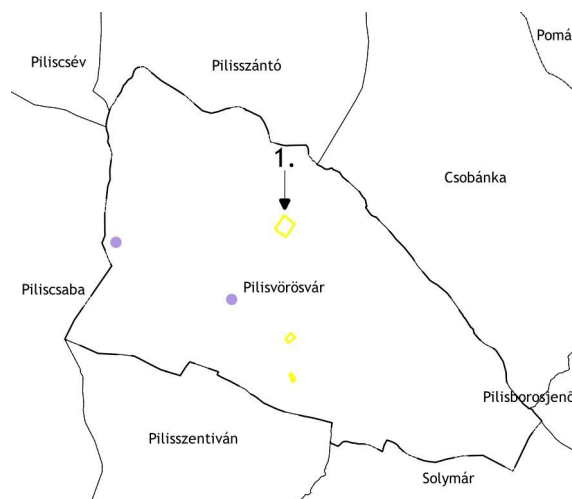 Pomá
Piliscsév
Pilisszántó
1.
Csobánka
Piliscsaba
Pilisvörösvár
Pilisborosjenő
Pilisszentiván
Solymár